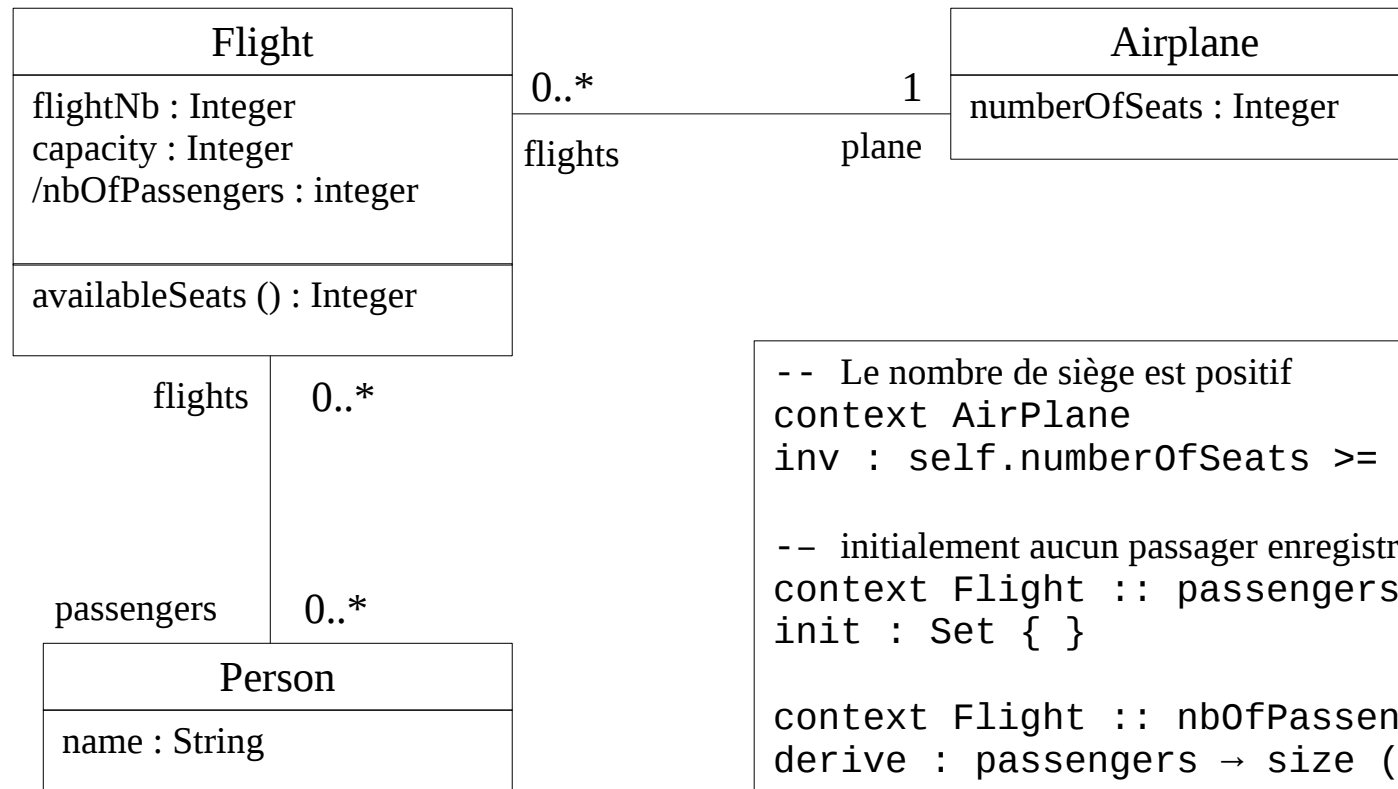 Flight
flightNb : Integer
capacity : Integer
/nbOfPassengers : integer
availableSeats () : Integer
0..*
1
flights
plane
Airplane
numberOfSeats : Integer
flights
0..*
passengers
0..*
Person
name : String
-- Le nombre de siège est positif
context AirPlane
inv : self.numberOfSeats >=
-– initialement aucun passager enregistr
context Flight :: passengers
init : Set { }
context Flight :: nbOfPassen
derive : passengers → size (